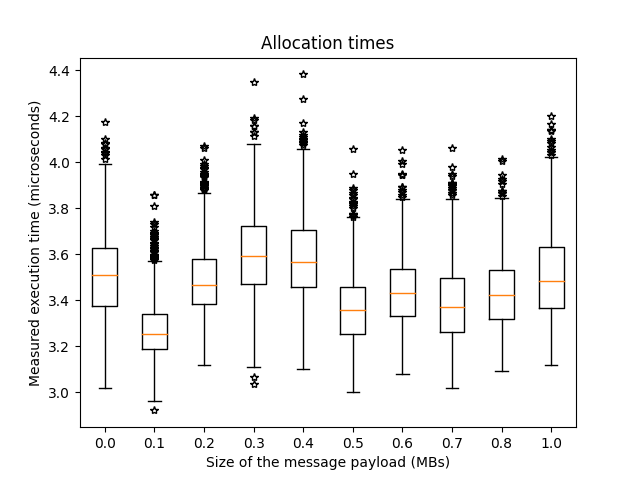 Allocation times
Measured execution time (microseconds)
4.4
4.2
4.0
3.8
3.6
3.4
3.2
3.0
0.0 0.1 0.2 0.3 0.4 0.5 0.6 0.7 0.8 1.0
Size of the message payload (MBs)